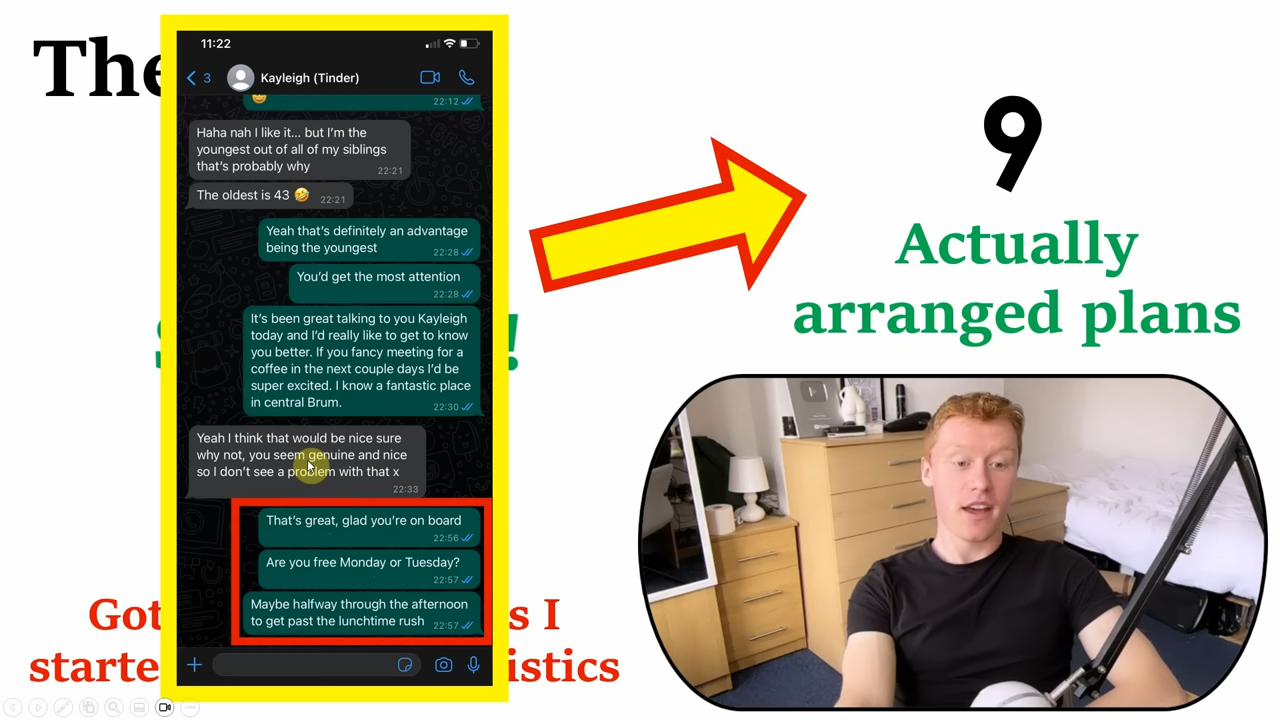 The
11:22
3
Kayleigh (Tinder)
22:12
Haha nah I like it... but I'm the
youngest out of all of my siblings
that's probably why
22:21
The oldest is 43 🤣 22:21
Yeah that's definitely an advantage
being the youngest
22:28
You'd get the most attention
22:28
It's been great talking to you Kayleigh
today and I'd really like to get to know
you better. If you fancy meeting for a
coffee in the next couple days I'd be
super excited. I know a fantastic place
in central Brum.
22:30
Yeah I think that would be nice sure
why not, you seem genuine and nice
so I don't see a problem with that x
22:33
That's great, glad you're on board
22:56
Are you free Monday or Tuesday?
22:57
Maybe halfway through the afternoon
to get past the lunchtime rush 22:57
9
Actually
arranged plans
!
Got s I
starte istics